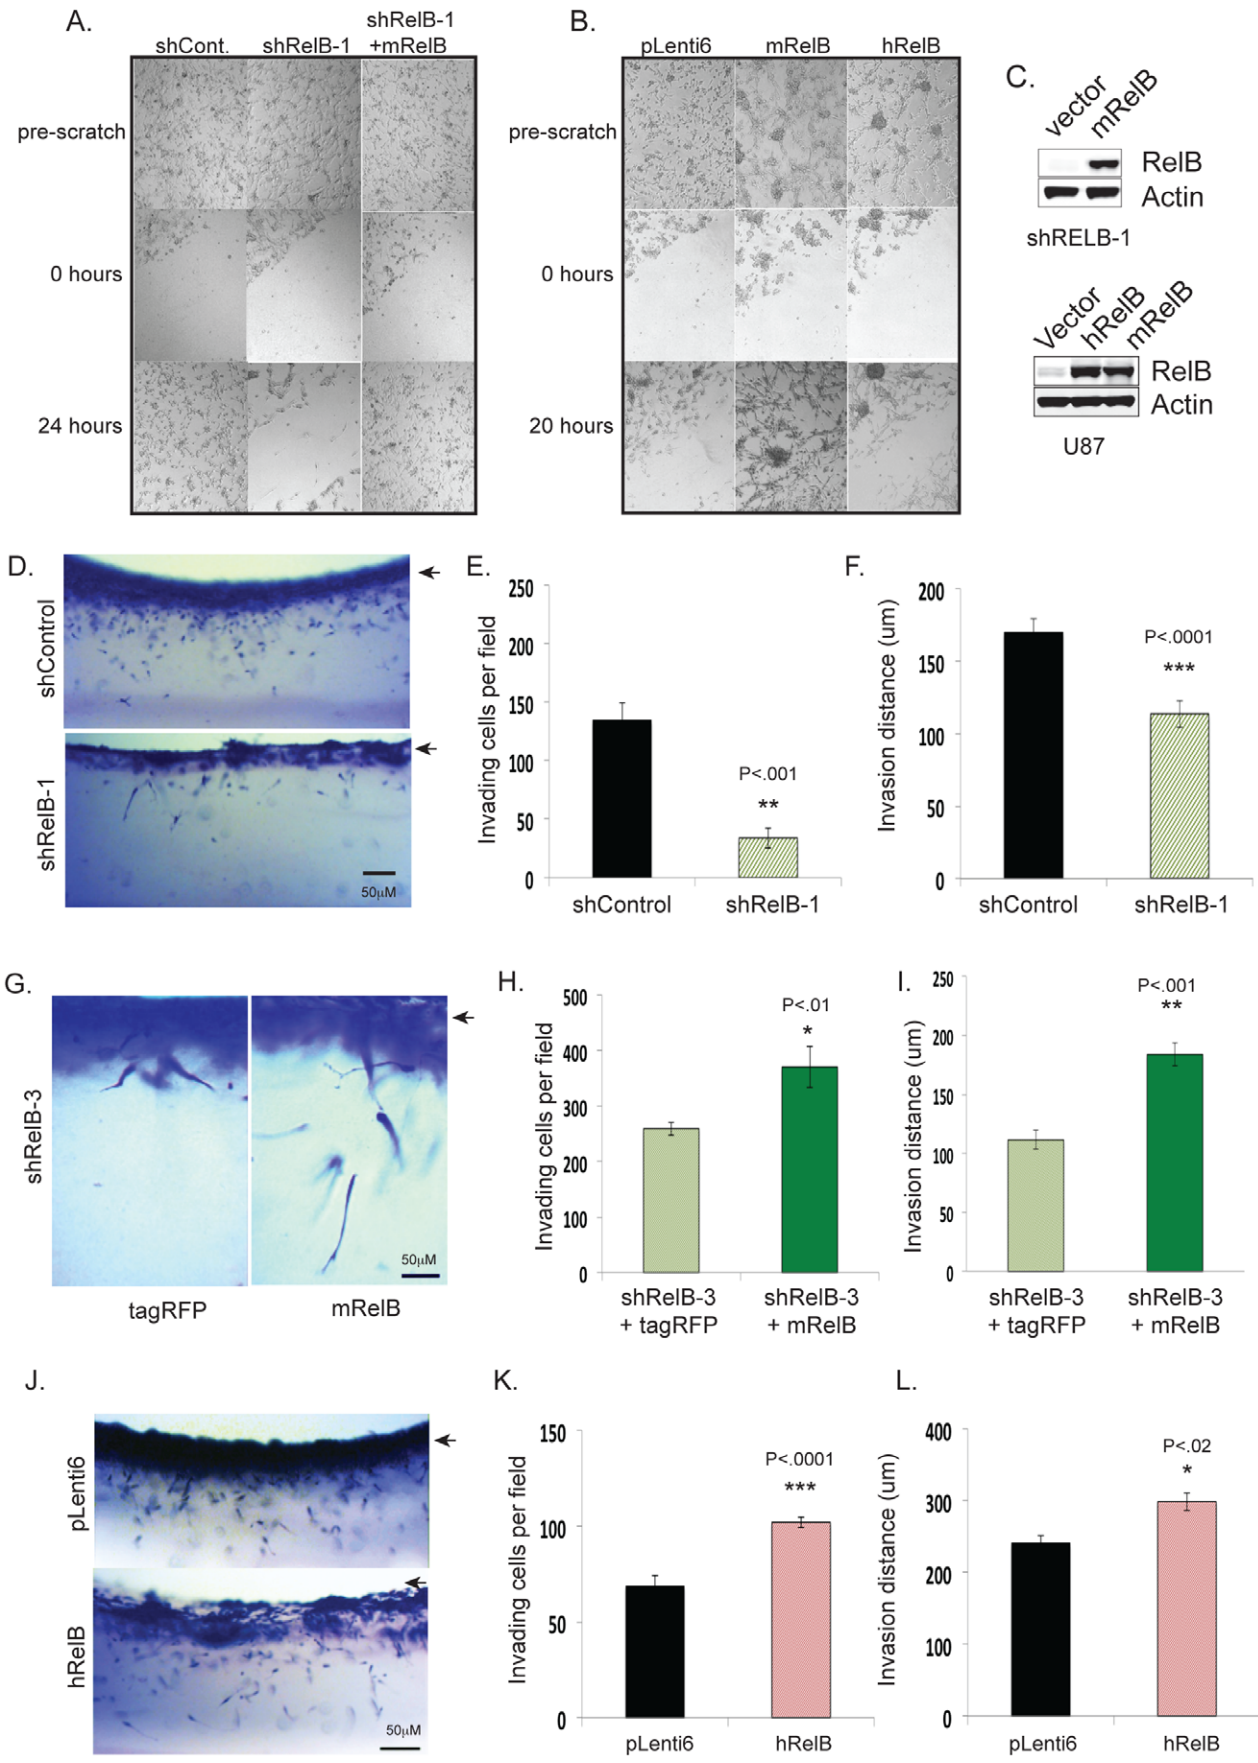 A.
shCont.
shRelB-1
shRelB-1
+mRelB
pre-scratch
0 hours
24 hours
B.
pLenti6
mRelB
hRelB
pre-scratch
0 hours
20 hours
C.
vector
mRelB
RelB
Actin
shRELB-1
Vector
hRelB
mRelB
RelB
Actin
U87
D.
shControl
shRelB-1
50µM
E.
Invading cells per field
250
200
150
100
50
0
P<.001
**
shControl
shRelB-1
F.
Invasion distance (um)
200
150
100
50
0
P<.0001
***
shControl
shRelB-1
G.
shRelB-3
50µM
tagRFP
mRelB
H.
Invading cells per field
500
400
300
200
100
0
P<.01
*
shRelB-3
+ tagRFP
shRelB-3
+ mRelB
I.
Invasion distance (um)
250
200
150
100
50
0
P<.001
**
shRelB-3
+ tagRFP
shRelB-3
+ mRelB
J.
pLenti6
hRelB
50µM
K.
Invading cells per field
150
100
50
0
P<.0001
***
pLenti6
hRelB
L.
Invasion distance (um)
400
300
200
100
0
P<.02
*
pLenti6
hRelB